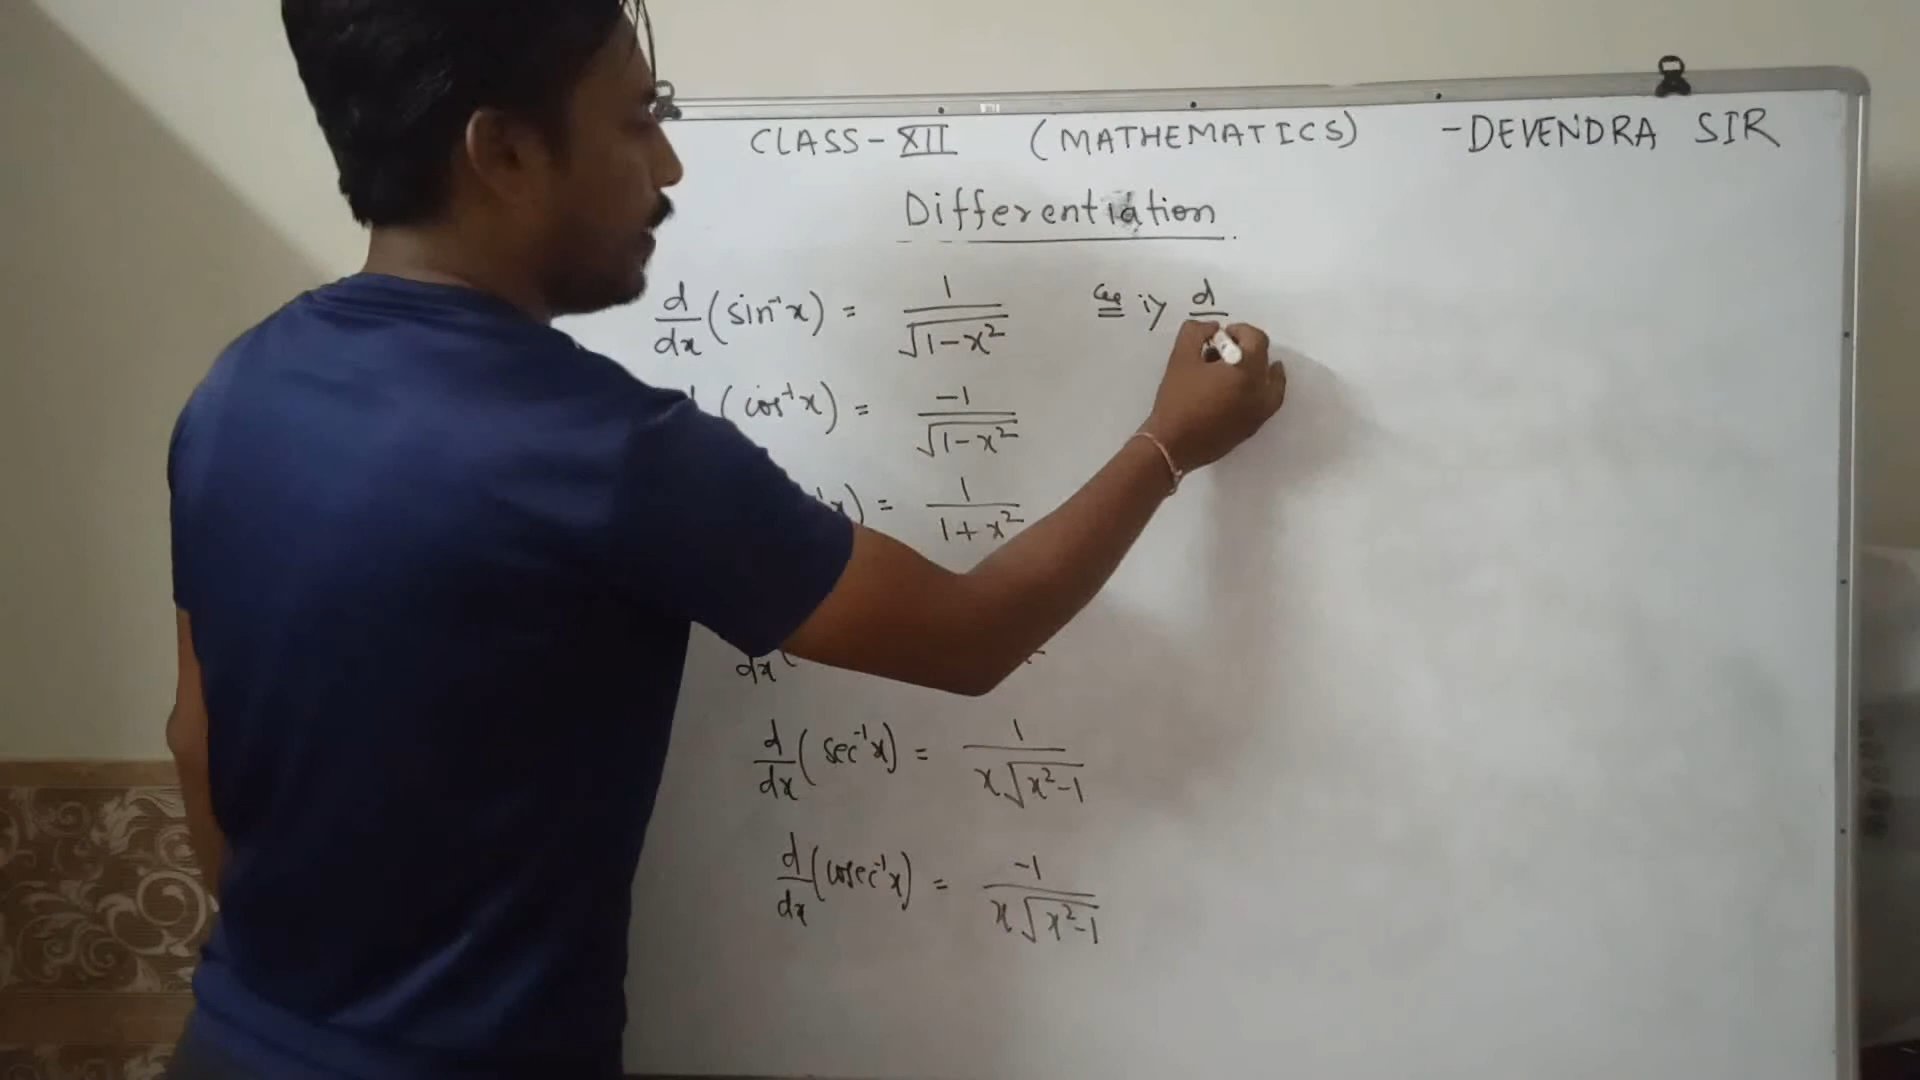 CLASS-XII (MATHEMATICS) -DEVENDRA SIR
Differentiation
d/dx (sin⁻¹x) = 1/√(1-x²) i> d
(cos⁻¹x) = -1/√(1-x²)
x) = 1/(1+x²)
dx(
d/dx (sec⁻¹x) = 1/(x√(x²-1))
d/dx (cosec⁻¹x) = -1/(x√(x²-1))